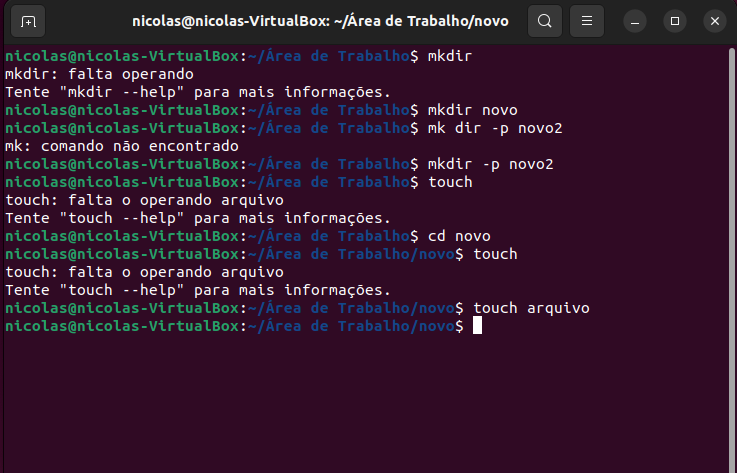 nicolas@nicolas-VirtualBox: ~/Área de Trabalho/novo
nicolas@nicolas-VirtualBox:~/Área de Trabalho$ mkdir
mkdir: falta operando
Tente "mkdir --help" para mais informações.
nicolas@nicolas-VirtualBox:~/Área de Trabalho$ mkdir novo
nicolas@nicolas-VirtualBox:~/Área de Trabalho$ mk dir -p novo2
mk: comando não encontrado
nicolas@nicolas-VirtualBox:~/Área de Trabalho$ mkdir -p novo2
nicolas@nicolas-VirtualBox:~/Área de Trabalho$ touch
touch: falta o operando arquivo
Tente "touch --help" para mais informações.
nicolas@nicolas-VirtualBox:~/Área de Trabalho$ cd novo
nicolas@nicolas-VirtualBox:~/Área de Trabalho/novo$ touch
touch: falta o operando arquivo
Tente "touch --help" para mais informações.
nicolas@nicolas-VirtualBox:~/Área de Trabalho/novo$ touch arquivo
nicolas@nicolas-VirtualBox:~/Área de Trabalho/novo$